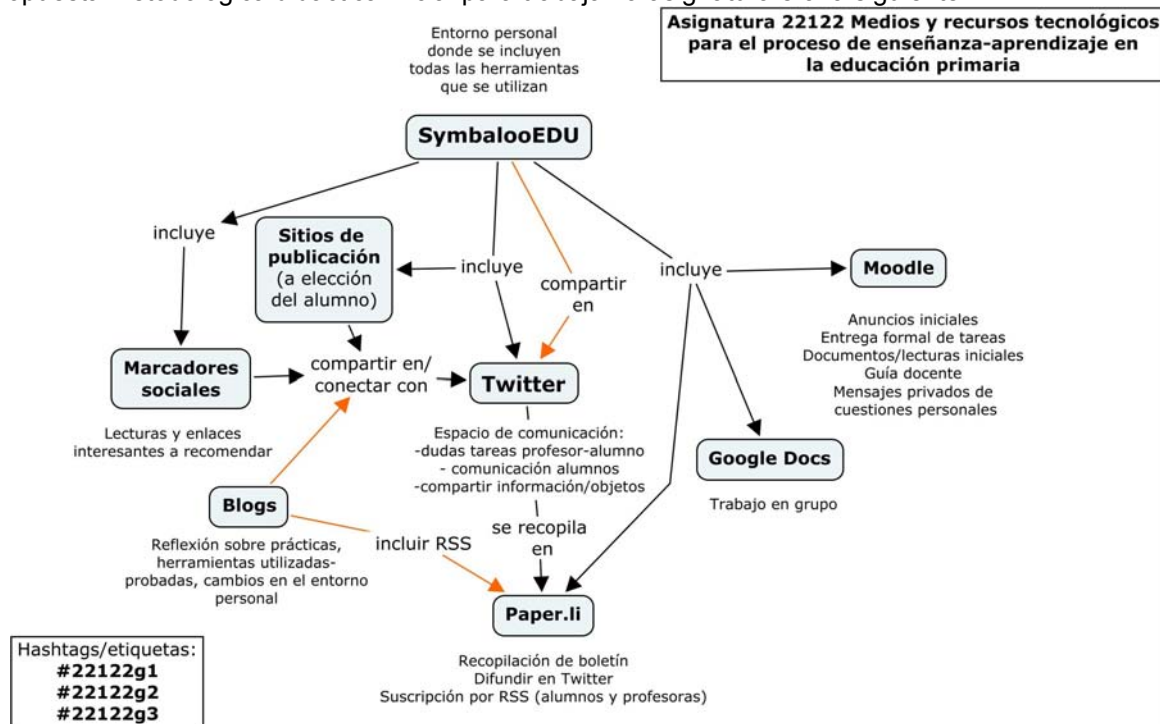 Asignatura 22122 Medios y recursos tecnológicos
para el proceso de enseñanza-aprendizaje en
la educación primaria
Entorno personal
donde se incluyen
todas las herramientas
que se utilizan
SymbalooEDU
incluye
Sitios de
publicación
(a elección
del alumno)
incluye
compartir
en
incluye
Moodle
Anuncios iniciales
Entrega formal de tareas
Documentos/lecturas iniciales
Guía docente
Mensajes privados de
cuestiones personales
Marcadores
sociales
compartir en/
conectar con
Twitter
Lecturas y enlaces
interesantes a recomendar
Espacio de comunicación:
-dudas tareas profesor-alumno
- comunicación alumnos
-compartir información/objetos
Google Docs
Trabajo en grupo
Blogs
Reflexión sobre prácticas,
herramientas utilizadas-
probadas, cambios en el entorno
personal
incluir RSS
se recopila
en
Paper.li
Recopilación de boletín
Difundir en Twitter
Suscripción por RSS (alumnos y profesoras)
Hashtags/etiquetas:
#22122g1
#22122g2
#22122g3